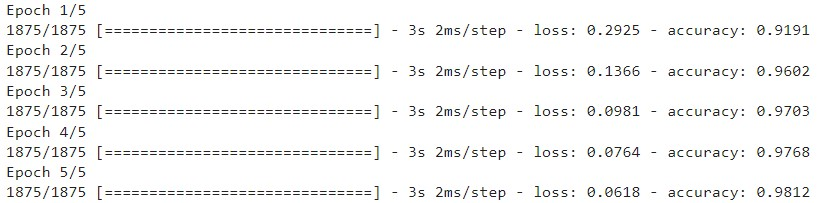 Epoch 1/5
1875/1875 [==============================] - 3s 2ms/step - loss: 0.2925 - accuracy: 0.9191
Epoch 2/5
1875/1875 [==============================] - 3s 2ms/step - loss: 0.1366 - accuracy: 0.9602
Epoch 3/5
1875/1875 [==============================] - 3s 2ms/step - loss: 0.0981 - accuracy: 0.9703
Epoch 4/5
1875/1875 [==============================] - 3s 2ms/step - loss: 0.0764 - accuracy: 0.9768
Epoch 5/5
1875/1875 [==============================] - 3s 2ms/step - loss: 0.0618 - accuracy: 0.9812